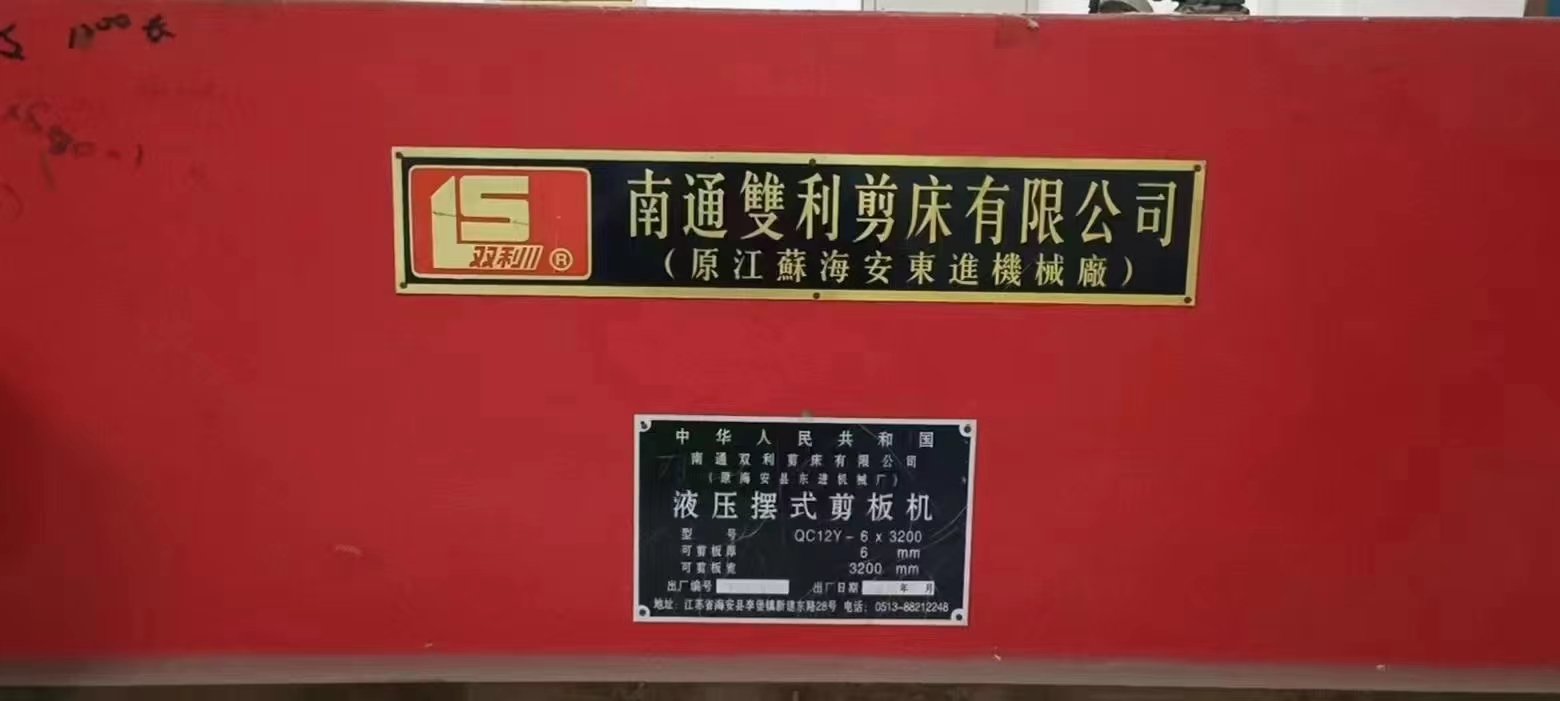 1200长
双利 ®
南通雙利剪床有限公司
(原江蘇海安東進機械廠)
中华人民共和国
南通双利剪床有限公司
(原海安县东进机械厂)
液压摆式剪板机
型号 QC12Y-6x3200
可剪板厚 6 mm
可剪板宽 3200 mm
出厂编号 出厂日期 年 月
地址: 江苏省海安县李堡镇新建东路28号 电话: 0513-88212248